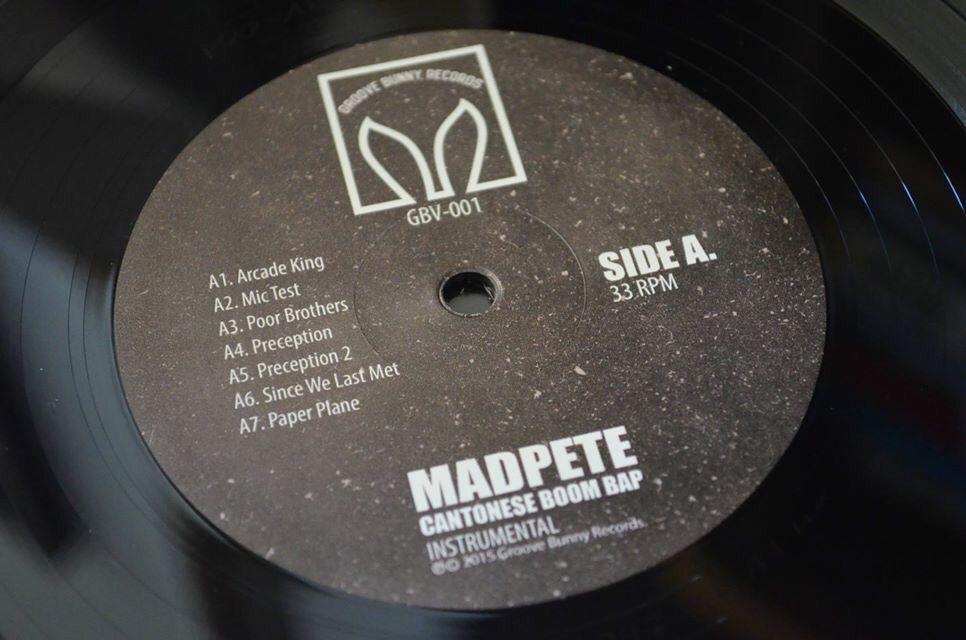 GROOVE BUNNY RECORDS
GBV-001
A1. Arcade King
A2. Mic Test
A3. Poor Brothers
A4. Preception
A5. Preception 2
A6. Since We Last Met
A7. Paper Plane
SIDE A.
33 RPM
MADPETE
CANTONESE BOOM BAP
INSTRUMENTAL
℗© 2015 Groove Bunny Records.